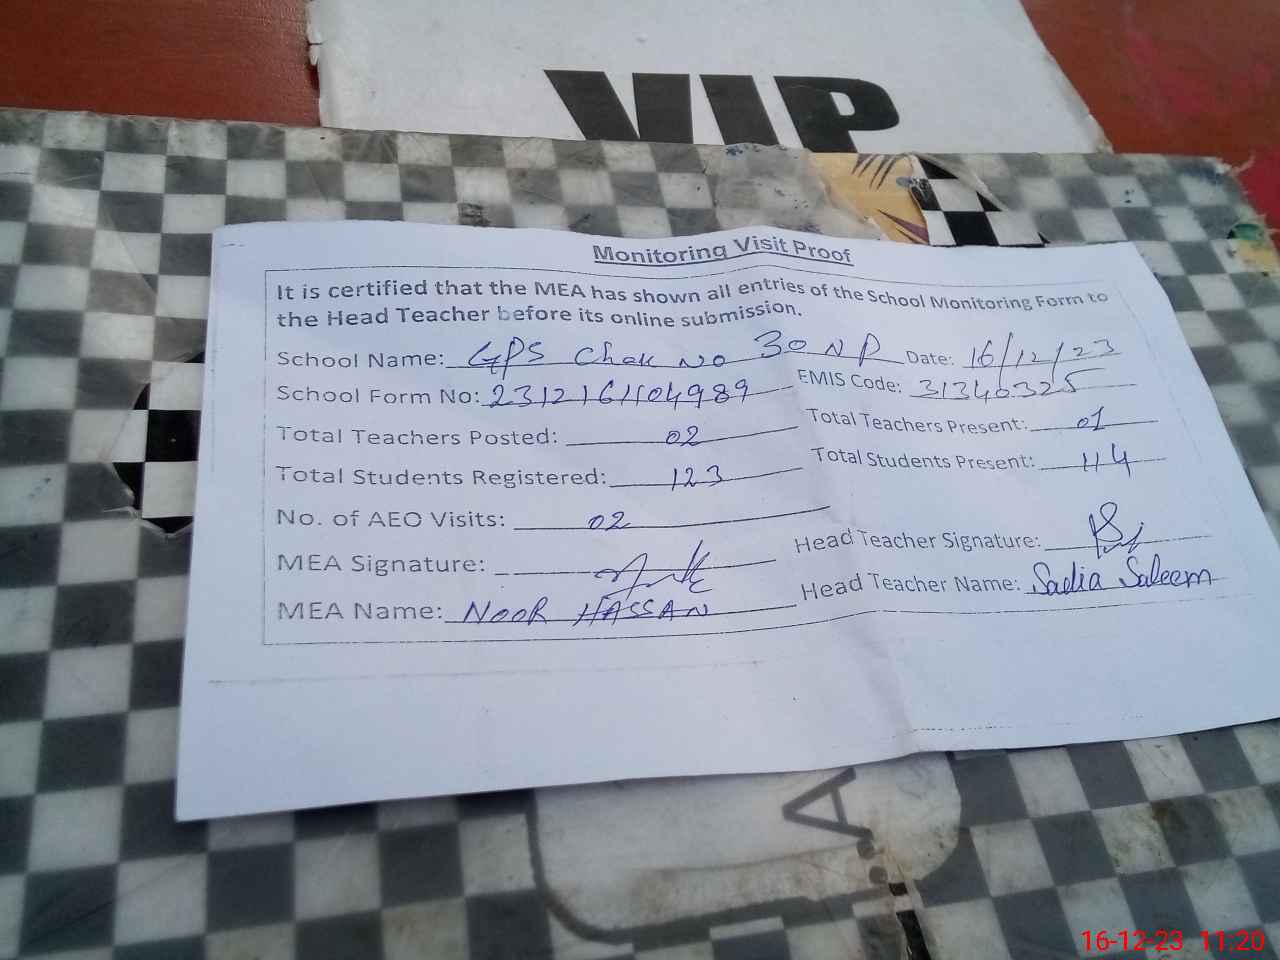 VIP
Monitoring Visit Proof
It is certified that the MEA has shown all entries of the School Monitoring Form to
the Head Teacher before its online submission.
School Name: GPS Chak No 30 NP Date: 16/12/23
School Form No: 2312161104989 EMIS Code: 31340325
Total Teachers Posted: 02 Total Teachers Present: 01
Total Students Registered: 123 Total Students Present: 114
No. of AEO Visits: 02
MEA Signature: Head Teacher Signature:
MEA Name: NOOR HASSAN Head Teacher Name: Sadia Saleem
A
16-12-23 11:20